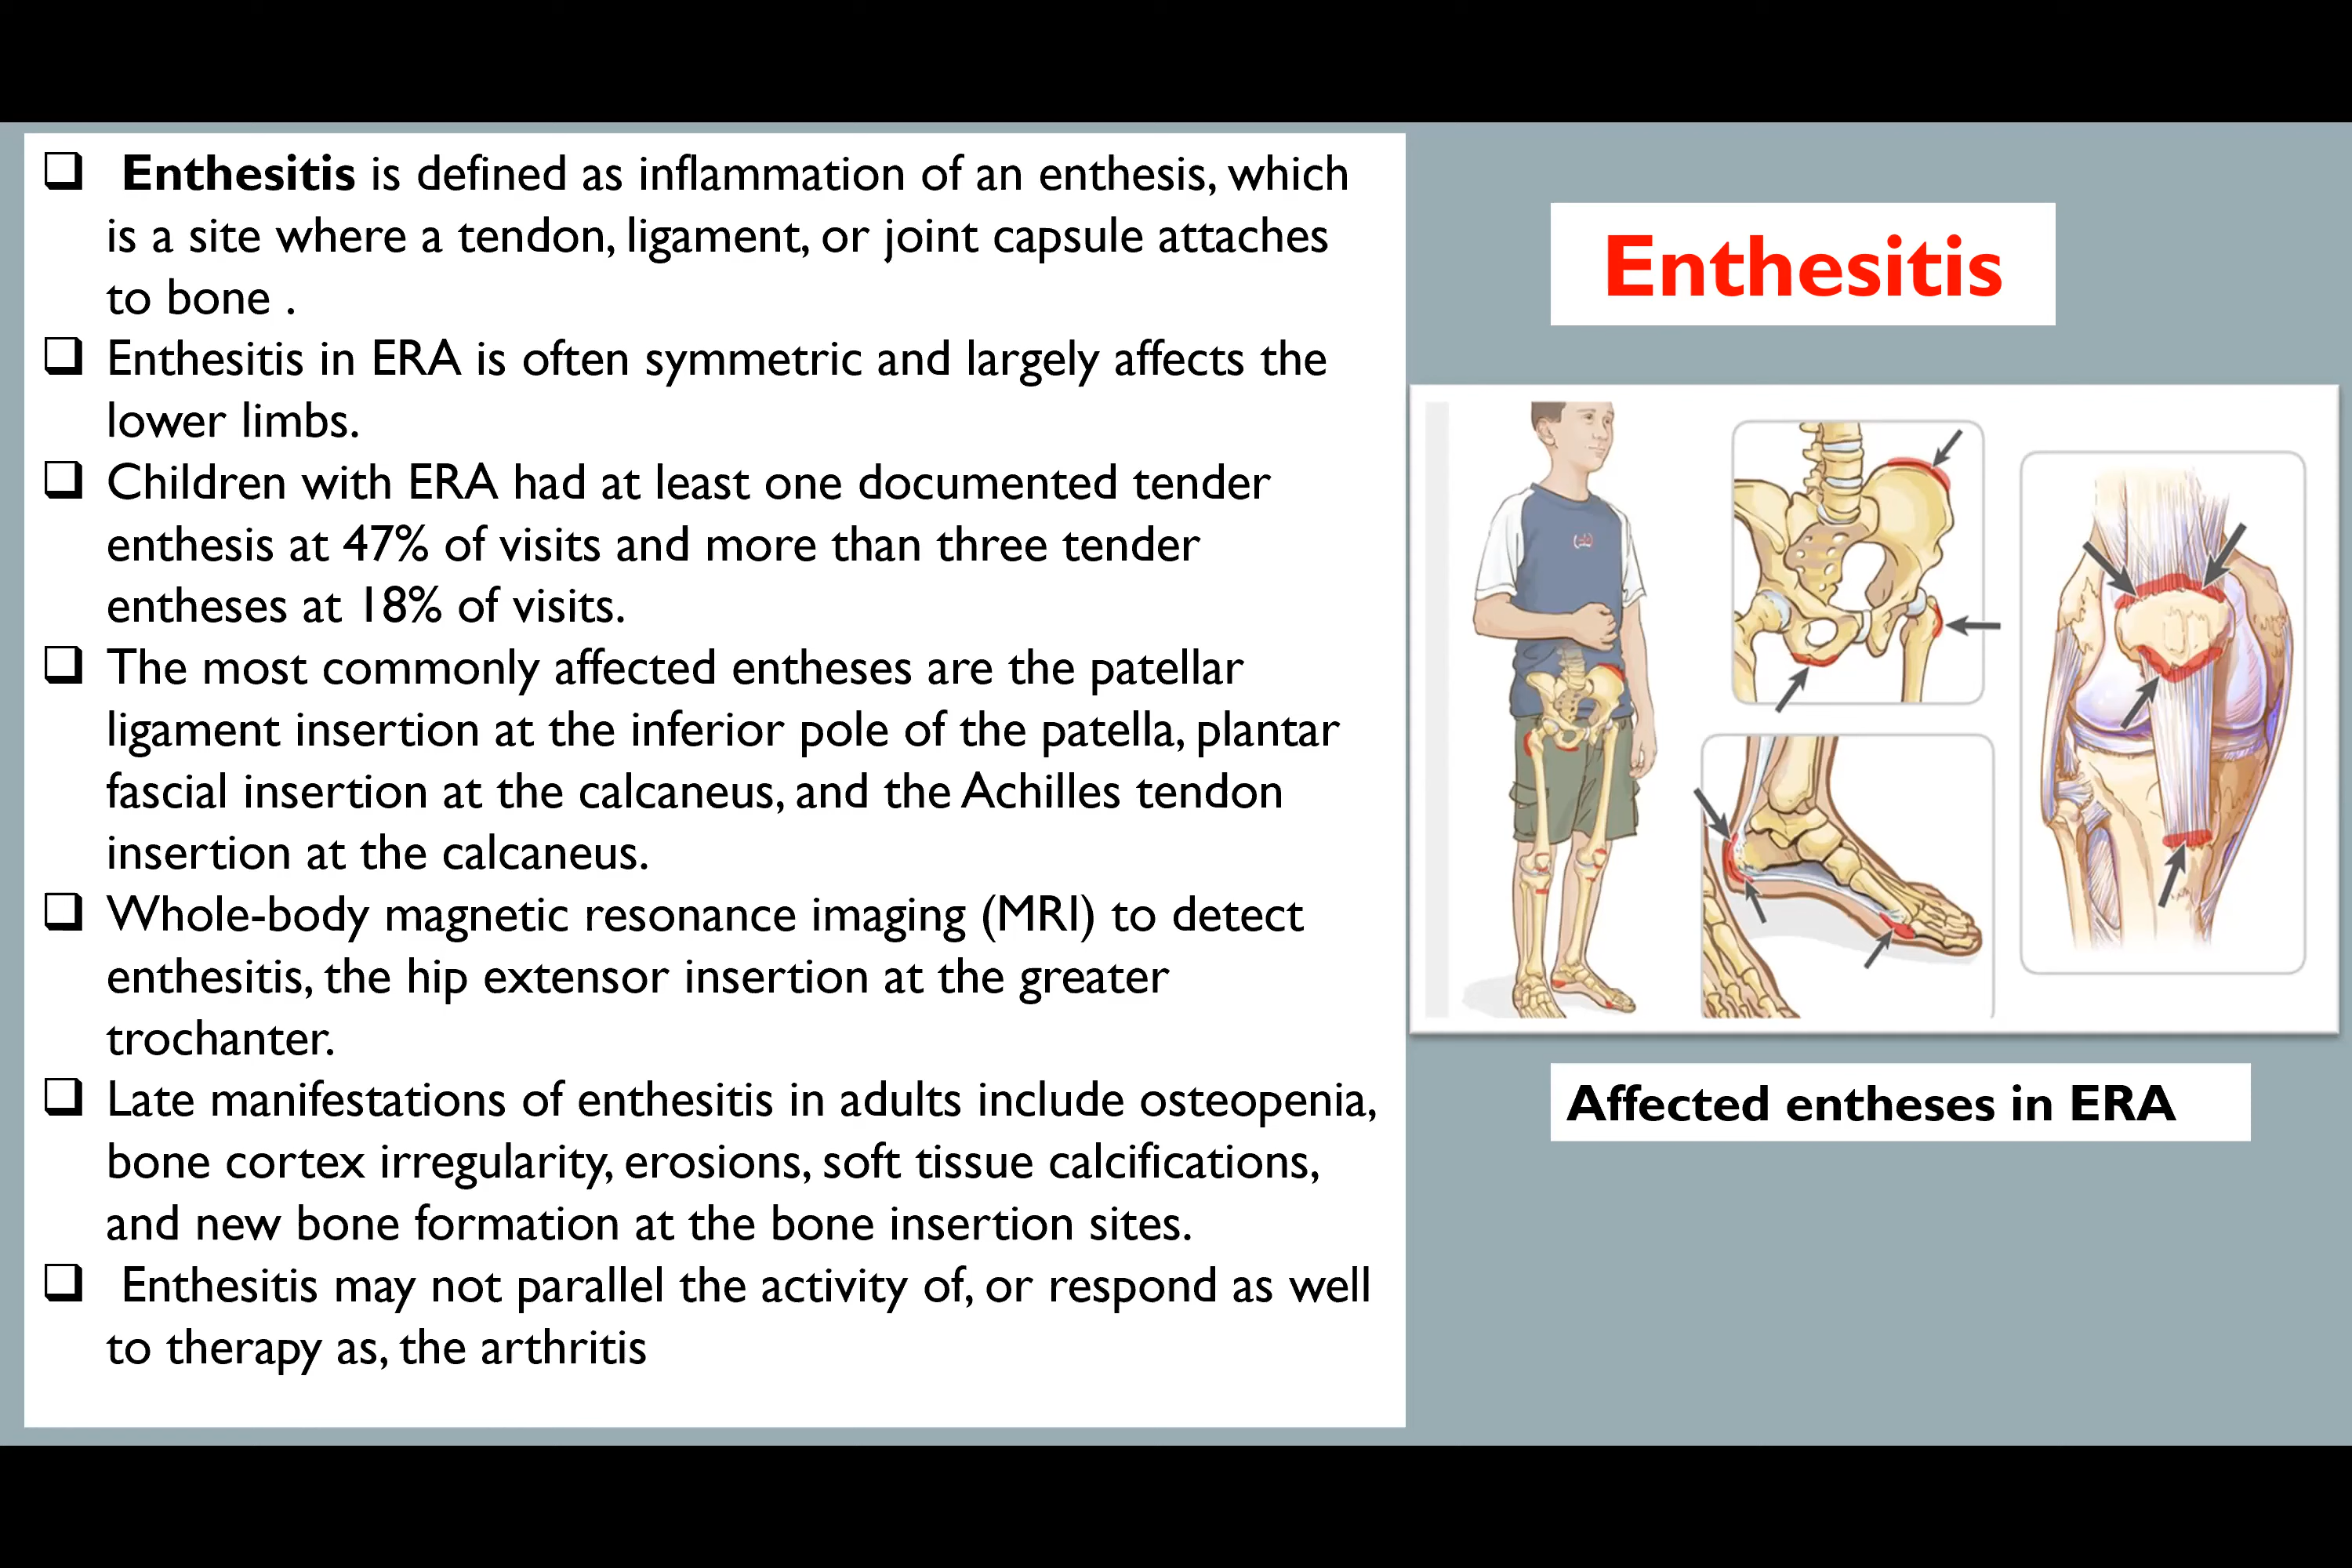 ❑ Enthesitis is defined as inflammation of an enthesis, which
is a site where a tendon, ligament, or joint capsule attaches
to bone .
❑ Enthesitis in ERA is often symmetric and largely affects the
lower limbs.
❑ Children with ERA had at least one documented tender
enthesis at 47% of visits and more than three tender
entheses at 18% of visits.
❑ The most commonly affected entheses are the patellar
ligament insertion at the inferior pole of the patella, plantar
fascial insertion at the calcaneus, and the Achilles tendon
insertion at the calcaneus.
❑ Whole-body magnetic resonance imaging (MRI) to detect
enthesitis, the hip extensor insertion at the greater
trochanter.
❑ Late manifestations of enthesitis in adults include osteopenia,
bone cortex irregularity, erosions, soft tissue calcifications,
and new bone formation at the bone insertion sites.
❑ Enthesitis may not parallel the activity of, or respond as well
to therapy as, the arthritis
Enthesitis
Affected entheses in ERA